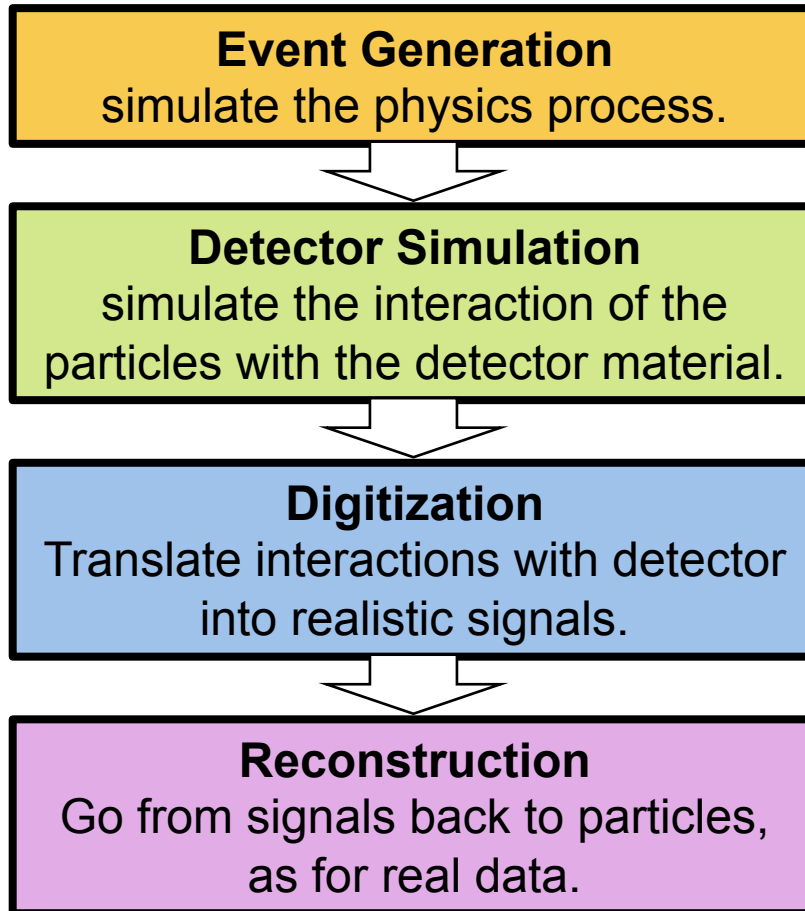 Event Generation
simulate the physics process.
Detector Simulation
simulate the interaction of the
particles with the detector material.
Digitization
Translate interactions with detector
into realistic signals.
Reconstruction
Go from signals back to particles,
as for real data.